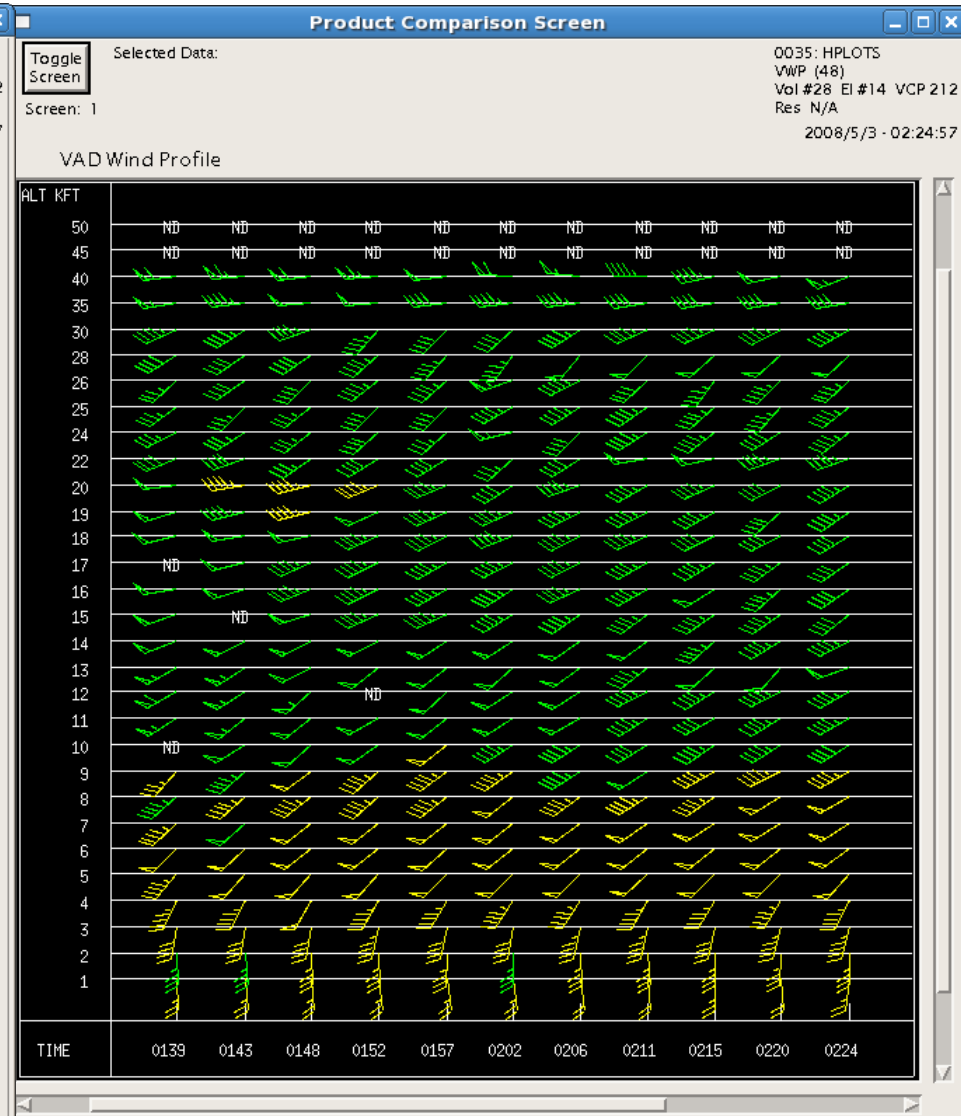 Product Comparison Screen
Toggle
Screen
Screen: 1
Selected Data:
0035: HPLOTS
VWP (48)
Vol #28 El #14 VCP 212
Res N/A
2008/5/3 - 02:24:57
VAD Wind Profile
ALT KFT
50 ND ND ND ND ND ND ND ND ND ND ND
45 ND ND ND ND ND ND ND ND ND ND ND
40
35
30
28
26
25
24
22
20
19
18
17 ND
16
15 ND
14
13
12 ND
11
10 ND
9
8
7
6
5
4
3
2
1
TIME 0139 0143 0148 0152 0157 0202 0206 0211 0215 0220 0224